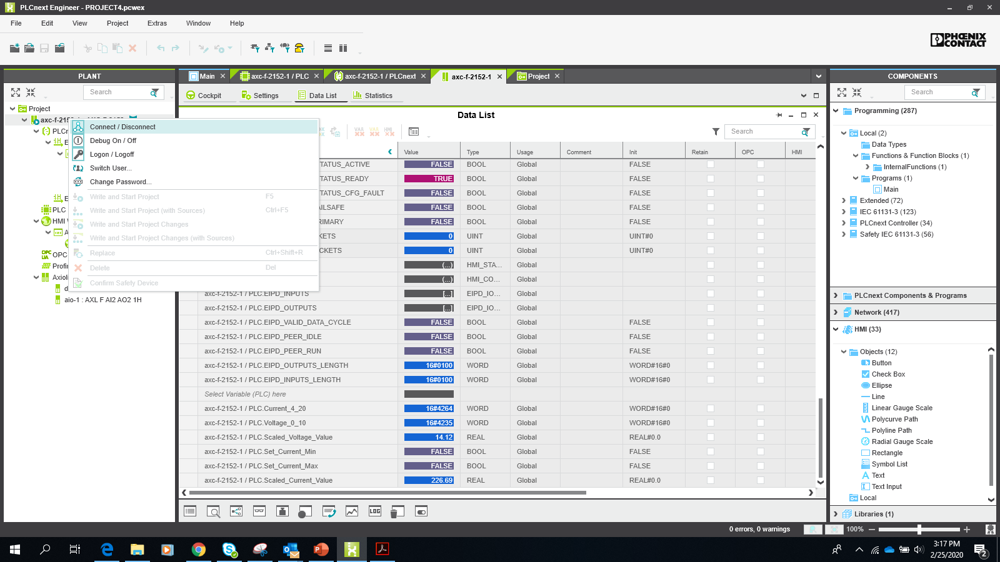 PLCnext Engineer - PROJECT4.pcwex
File Edit View Project Extras Window Help
PHŒNIX
CONTACT
PLANT
Search
Project
axc-f-2152-1
PLCn
PLC
HMI
OPC
OPC
UA
Profin
Axioli
aio-1 : AXL F AI2 AO2 1H
Connect / Disconnect
Debug On / Off
Logon / Logoff
Switch User...
Change Password...
Write and Start Project F5
Write and Start Project (with Sources) Ctrl+F5
Write and Start Project Changes
Write and Start Project Changes (with Sources)
Replace Ctrl+Shift+R
Delete Del
Confirm Safety Device
Main
axc-f-2152-1 / PLC
axc-f-2152-1 / PLCnext
axc-f-2152-1
Project
Cockpit Settings Data List Statistics
Data List
VAR VAR HMI
Search
Value Type Usage Comment Init Retain OPC HMI
TATUS_ACTIVE FALSE BOOL Global FALSE
TATUS_READY TRUE BOOL Global FALSE
TATUS_CFG_FAULT FALSE BOOL Global FALSE
AILSAFE FALSE BOOL Global FALSE
RIMARY FALSE BOOL Global FALSE
KETS 0 UINT Global UINT#0
CKETS 0 UINT Global UINT#0
(...) HMI_STA... Global
(...) HMI_CO... Global
axc-f-2152-1 / PLC.EIPD_INPUTS [...] EIPD_IO... Global
axc-f-2152-1 / PLC.EIPD_OUTPUTS [...] EIPD_IO... Global
axc-f-2152-1 / PLC.EIPD_VALID_DATA_CYCLE FALSE BOOL Global FALSE
axc-f-2152-1 / PLC.EIPD_PEER_IDLE FALSE BOOL Global FALSE
axc-f-2152-1 / PLC.EIPD_PEER_RUN FALSE BOOL Global FALSE
axc-f-2152-1 / PLC.EIPD_OUTPUTS_LENGTH 16#0100 WORD Global WORD#16#0
axc-f-2152-1 / PLC.EIPD_INPUTS_LENGTH 16#0100 WORD Global WORD#16#0
Select Variable (PLC) here
axc-f-2152-1 / PLC.Current_4_20 16#4264 WORD Global WORD#16#0
axc-f-2152-1 / PLC.Voltage_0_10 16#4235 WORD Global WORD#16#0
axc-f-2152-1 / PLC.Scaled_Voltage_Value 14.12 REAL Global REAL#0.0
axc-f-2152-1 / PLC.Set_Current_Min FALSE BOOL Global FALSE
axc-f-2152-1 / PLC.Set_Current_Max FALSE BOOL Global FALSE
axc-f-2152-1 / PLC.Scaled_Current_Value 226.69 REAL Global REAL#0.0
LOG
COMPONENTS
Search
Programming (287)
Local (2)
Data Types
Functions & Function Blocks (1)
InternalFunctions (1)
Programs (1)
Main
Extended (72)
IEC 61131-3 (123)
PLCnext Controller (34)
Safety IEC 61131-3 (56)
PLCnext Components & Programs
Network (417)
HMI (33)
Objects (12)
Button
Check Box
Ellipse
Line
Linear Gauge Scale
Polycurve Path
Polyline Path
Radial Gauge Scale
Rectangle
Symbol List
Text
Text Input
Local
Libraries (1)
0 errors, 0 warnings
100%
3:17 PM
2/25/2020
2